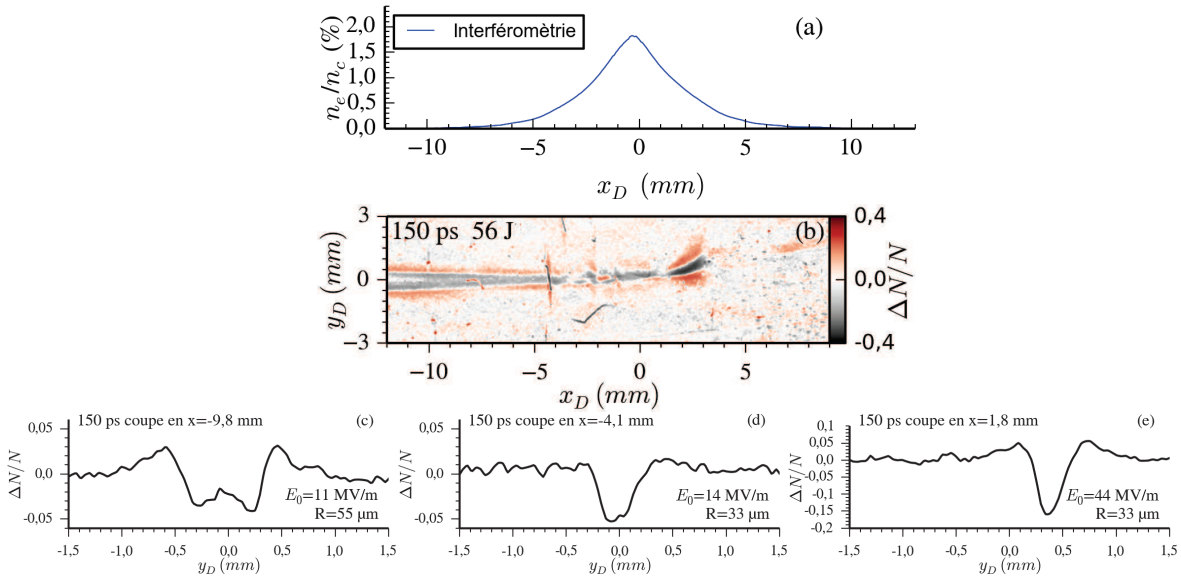 (a)
Interféromètrie
n_e/n_c (%)
2,0
1,5
1,0
0,5
0,0
−10 −5 0 5 10
x_D (mm)
150 ps 56 J (b)
y_D (mm)
3
0
−3
−10 −5 0 5
x_D (mm)
0,4
0,0
-0,4
ΔN/N
150 ps coupe en x=-9,8 mm (c)
ΔN/N
0,05
0,0
-0,05
E_0=11 MV/m
R=55 µm
-1,5 -1,0 -0,5 0,0 0,5 1,0 1,5
y_D (mm)
150 ps coupe en x=-4,1 mm (d)
ΔN/N
0,05
0,0
-0,05
E_0=14 MV/m
R=33 µm
-1,5 -1,0 -0,5 0,0 0,5 1,0 1,5
y_D (mm)
150 ps coupe en x=1,8 mm (e)
ΔN/N
0,1
0,05
0,0
-0,05
-0,1
-0,15
-0,2
E_0=44 MV/m
R=33 µm
-1,5 -1,0 -0,5 0,0 0,5 1,0 1,5
y_D (mm)